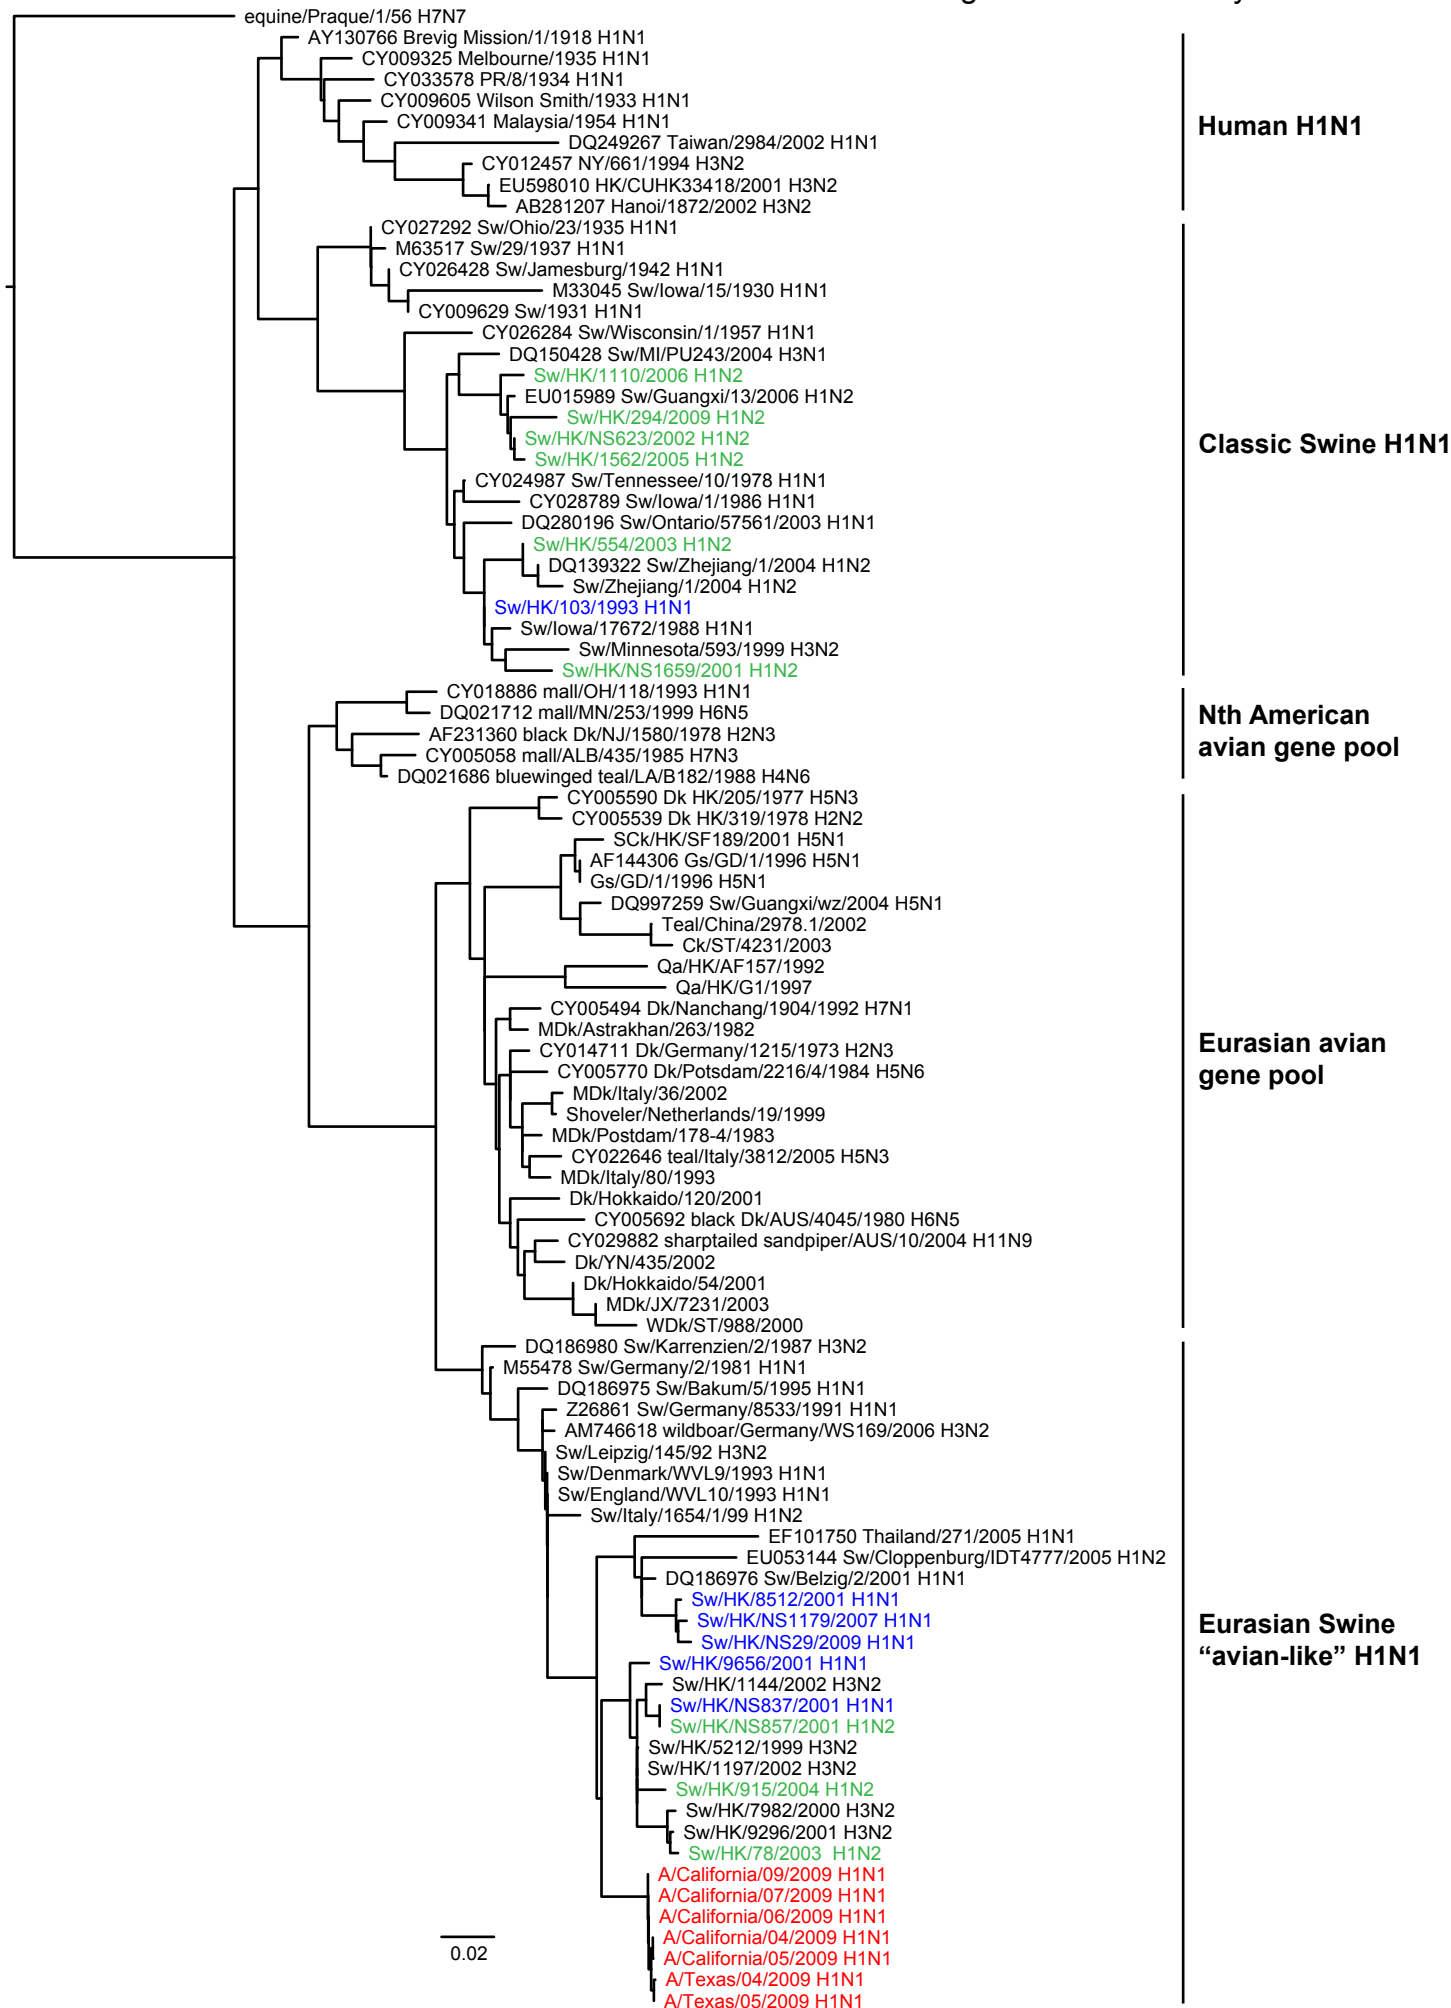 equine/Praque/1/56 H7N7
AY130766 Brevig Mission/1/1918 H1N1
CY009325 Melbourne/1935 H1N1
CY033578 PR/8/1934 H1N1
CY009605 Wilson Smith/1933 H1N1
CY009341 Malaysia/1954 H1N1
DQ249267 Taiwan/2984/2002 H1N1
CY012457 NY/661/1994 H3N2
EU598010 HK/CUHK33418/2001 H3N2
AB281207 Hanoi/1872/2002 H3N2
Human H1N1
CY027292 Sw/Ohio/23/1935 H1N1
M63517 Sw/29/1937 H1N1
CY026428 Sw/Jamesburg/1942 H1N1
M33045 Sw/Iowa/15/1930 H1N1
CY009629 Sw/1931 H1N1
CY026284 Sw/Wisconsin/1/1957 H1N1
DQ150428 Sw/MI/PU243/2004 H3N1
Sw/HK/1110/2006 H1N2
EU015989 Sw/Guangxi/13/2006 H1N2
Sw/HK/294/2009 H1N2
Sw/HK/NS623/2002 H1N2
Sw/HK/1562/2005 H1N2
CY024987 Sw/Tennessee/10/1978 H1N1
CY028789 Sw/Iowa/1/1986 H1N1
DQ280196 Sw/Ontario/57561/2003 H1N1
Sw/HK/554/2003 H1N2
DQ139322 Sw/Zhejiang/1/2004 H1N2
Sw/Zhejiang/1/2004 H1N2
Sw/HK/103/1993 H1N1
Sw/Iowa/17672/1988 H1N1
Sw/Minnesota/593/1999 H3N2
Sw/HK/NS1659/2001 H1N2
Classic Swine H1N1
CY018886 mall/OH/118/1993 H1N1
DQ021712 mall/MN/253/1999 H6N5
AF231360 black Dk/NJ/1580/1978 H2N3
CY005058 mall/ALB/435/1985 H7N3
DQ021686 bluewinged teal/LA/B182/1988 H4N6
Nth American
avian gene pool
CY005590 Dk HK/205/1977 H5N3
CY005539 Dk HK/319/1978 H2N2
SCk/HK/SF189/2001 H5N1
AF144306 Gs/GD/1/1996 H5N1
Gs/GD/1/1996 H5N1
DQ997259 Sw/Guangxi/wz/2004 H5N1
Teal/China/2978.1/2002
Ck/ST/4231/2003
Qa/HK/AF157/1992
Qa/HK/G1/1997
CY005494 Dk/Nanchang/1904/1992 H7N1
MDk/Astrakhan/263/1982
CY014711 Dk/Germany/1215/1973 H2N3
CY005770 Dk/Potsdam/2216/4/1984 H5N6
MDk/Italy/36/2002
Shoveler/Netherlands/19/1999
MDk/Postdam/178-4/1983
CY022646 teal/Italy/3812/2005 H5N3
MDk/Italy/80/1993
Dk/Hokkaido/120/2001
CY005692 black Dk/AUS/4045/1980 H6N5
CY029882 sharptailed sandpiper/AUS/10/2004 H11N9
Dk/YN/435/2002
Dk/Hokkaido/54/2001
MDk/JX/7231/2003
WDk/ST/988/2000
Eurasian avian
gene pool
DQ186980 Sw/Karrenzien/2/1987 H3N2
M55478 Sw/Germany/2/1981 H1N1
DQ186975 Sw/Bakum/5/1995 H1N1
Z26861 Sw/Germany/8533/1991 H1N1
AM746618 wildboar/Germany/WS169/2006 H3N2
Sw/Leipzig/145/92 H3N2
Sw/Denmark/WVL9/1993 H1N1
Sw/England/WVL10/1993 H1N1
Sw/Italy/1654/1/99 H1N2
EF101750 Thailand/271/2005 H1N1
EU053144 Sw/Cloppenburg/IDT4777/2005 H1N2
DQ186976 Sw/Belzig/2/2001 H1N1
Sw/HK/8512/2001 H1N1
Sw/HK/NS1179/2007 H1N1
Sw/HK/NS29/2009 H1N1
Sw/HK/9656/2001 H1N1
Sw/HK/1144/2002 H3N2
Sw/HK/NS837/2001 H1N1
Sw/HK/NS857/2001 H1N2
Sw/HK/5212/1999 H3N2
Sw/HK/1197/2002 H3N2
Sw/HK/915/2004 H1N2
Sw/HK/7982/2000 H3N2
Sw/HK/9296/2001 H3N2
Sw/HK/78/2003 H1N2
A/California/09/2009 H1N1
A/California/07/2009 H1N1
A/California/06/2009 H1N1
A/California/04/2009 H1N1
A/California/05/2009 H1N1
A/Texas/04/2009 H1N1
A/Texas/05/2009 H1N1
Eurasian Swine
“avian-like” H1N1
0.02